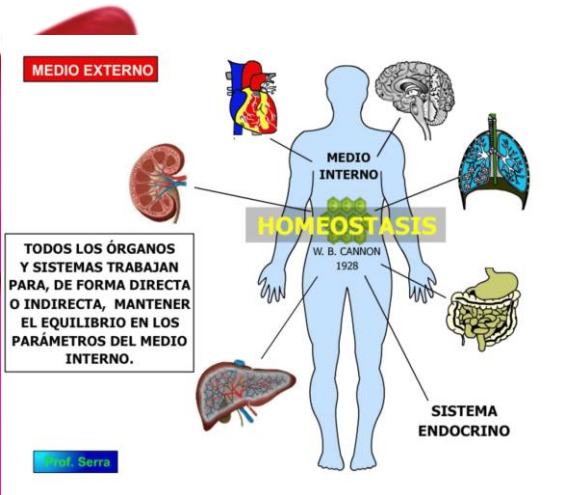 MEDIO EXTERNO
MEDIO
INTERNO
HOMEOSTASIS
W. B. CANNON
1928
TODOS LOS ÓRGANOS
Y SISTEMAS TRABAJAN
PARA, DE FORMA DIRECTA
O INDIRECTA, MANTENER
EL EQUILIBRIO EN LOS
PARÁMETROS DEL MEDIO
INTERNO.
SISTEMA
ENDOCRINO
Prof. Serra